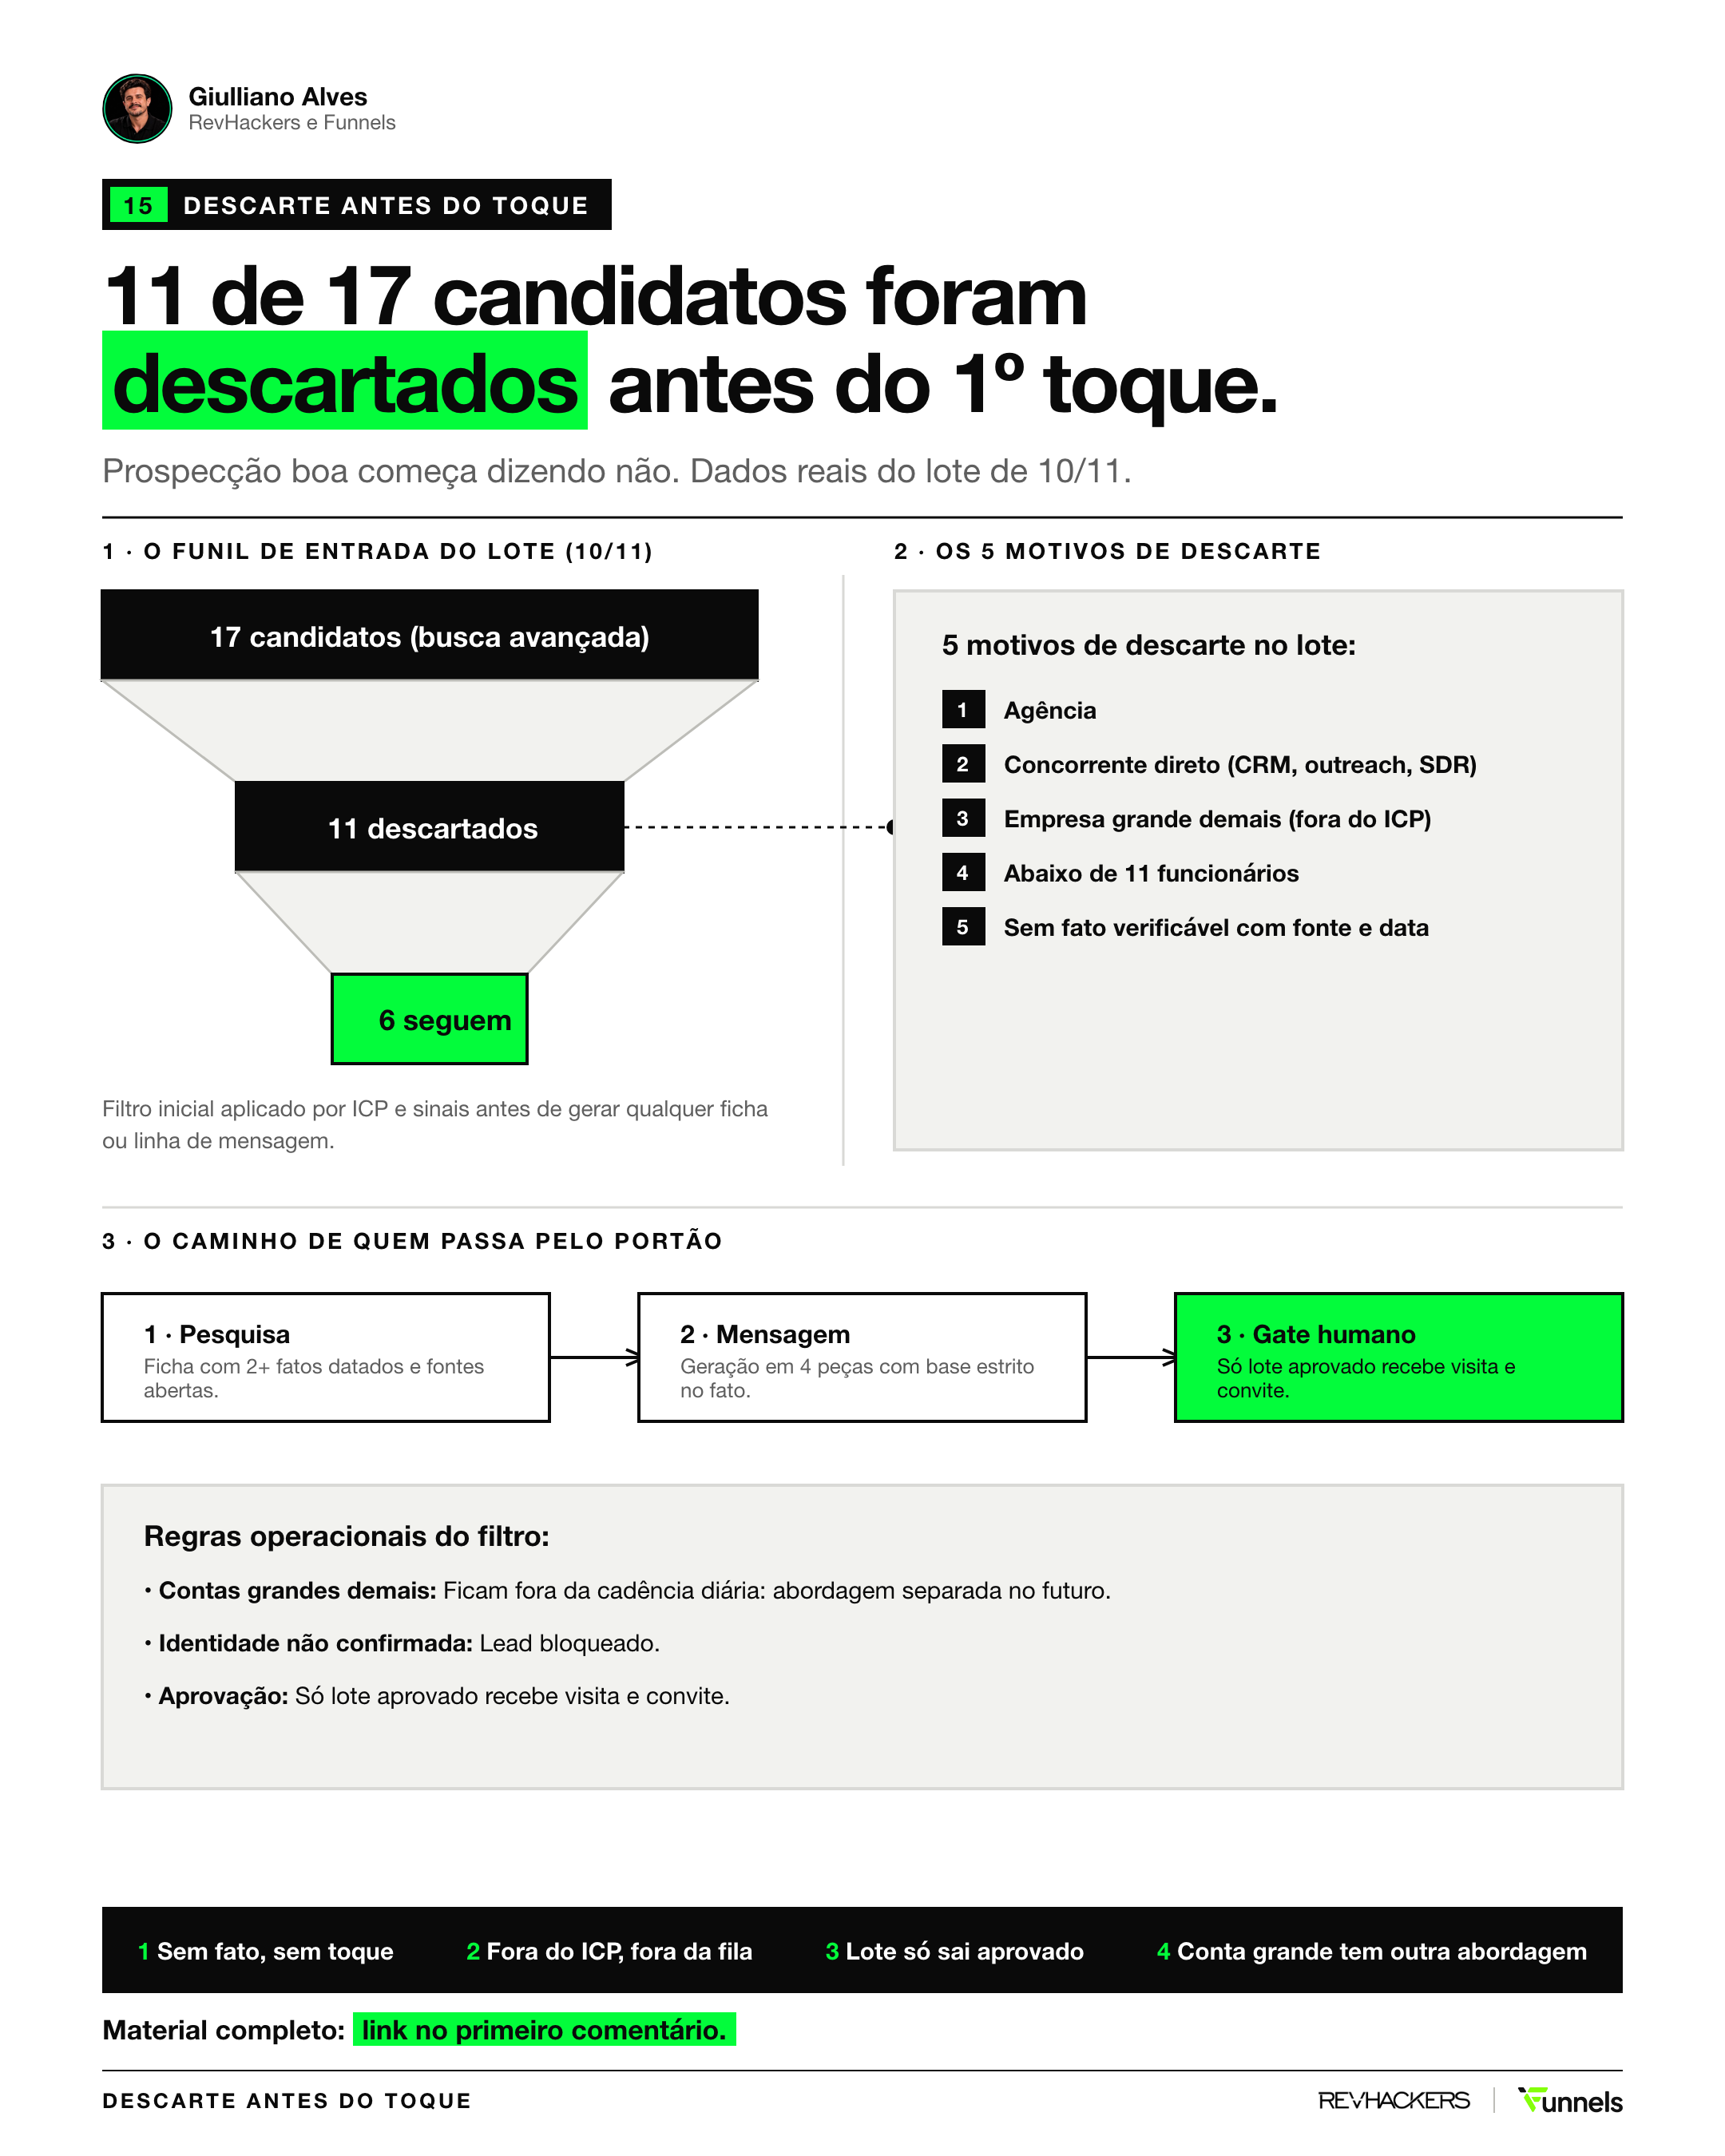 Giulliano Alves
RevHackers e Funnels
15 DESCARTE ANTES DO TOQUE
11 de 17 candidatos foram
descartados antes do 1º toque.
Prospecção boa começa dizendo não. Dados reais do lote de 10/11.
1 · O FUNIL DE ENTRADA DO LOTE (10/11)
17 candidatos (busca avançada)
11 descartados
6 seguem
Filtro inicial aplicado por ICP e sinais antes de gerar qualquer ficha
ou linha de mensagem.
2 · OS 5 MOTIVOS DE DESCARTE
5 motivos de descarte no lote:
1 Agência
2 Concorrente direto (CRM, outreach, SDR)
3 Empresa grande demais (fora do ICP)
4 Abaixo de 11 funcionários
5 Sem fato verificável com fonte e data
3 · O CAMINHO DE QUEM PASSA PELO PORTÃO
1 · Pesquisa
Ficha com 2+ fatos datados e fontes
abertas.
2 · Mensagem
Geração em 4 peças com base estrito
no fato.
3 · Gate humano
Só lote aprovado recebe visita e
convite.
Regras operacionais do filtro:
• Contas grandes demais: Ficam fora da cadência diária: abordagem separada no futuro.
• Identidade não confirmada: Lead bloqueado.
• Aprovação: Só lote aprovado recebe visita e convite.
1 Sem fato, sem toque 2 Fora do ICP, fora da fila 3 Lote só sai aprovado 4 Conta grande tem outra abordagem
Material completo: link no primeiro comentário.
DESCARTE ANTES DO TOQUE
REVHACKERS
Funnels